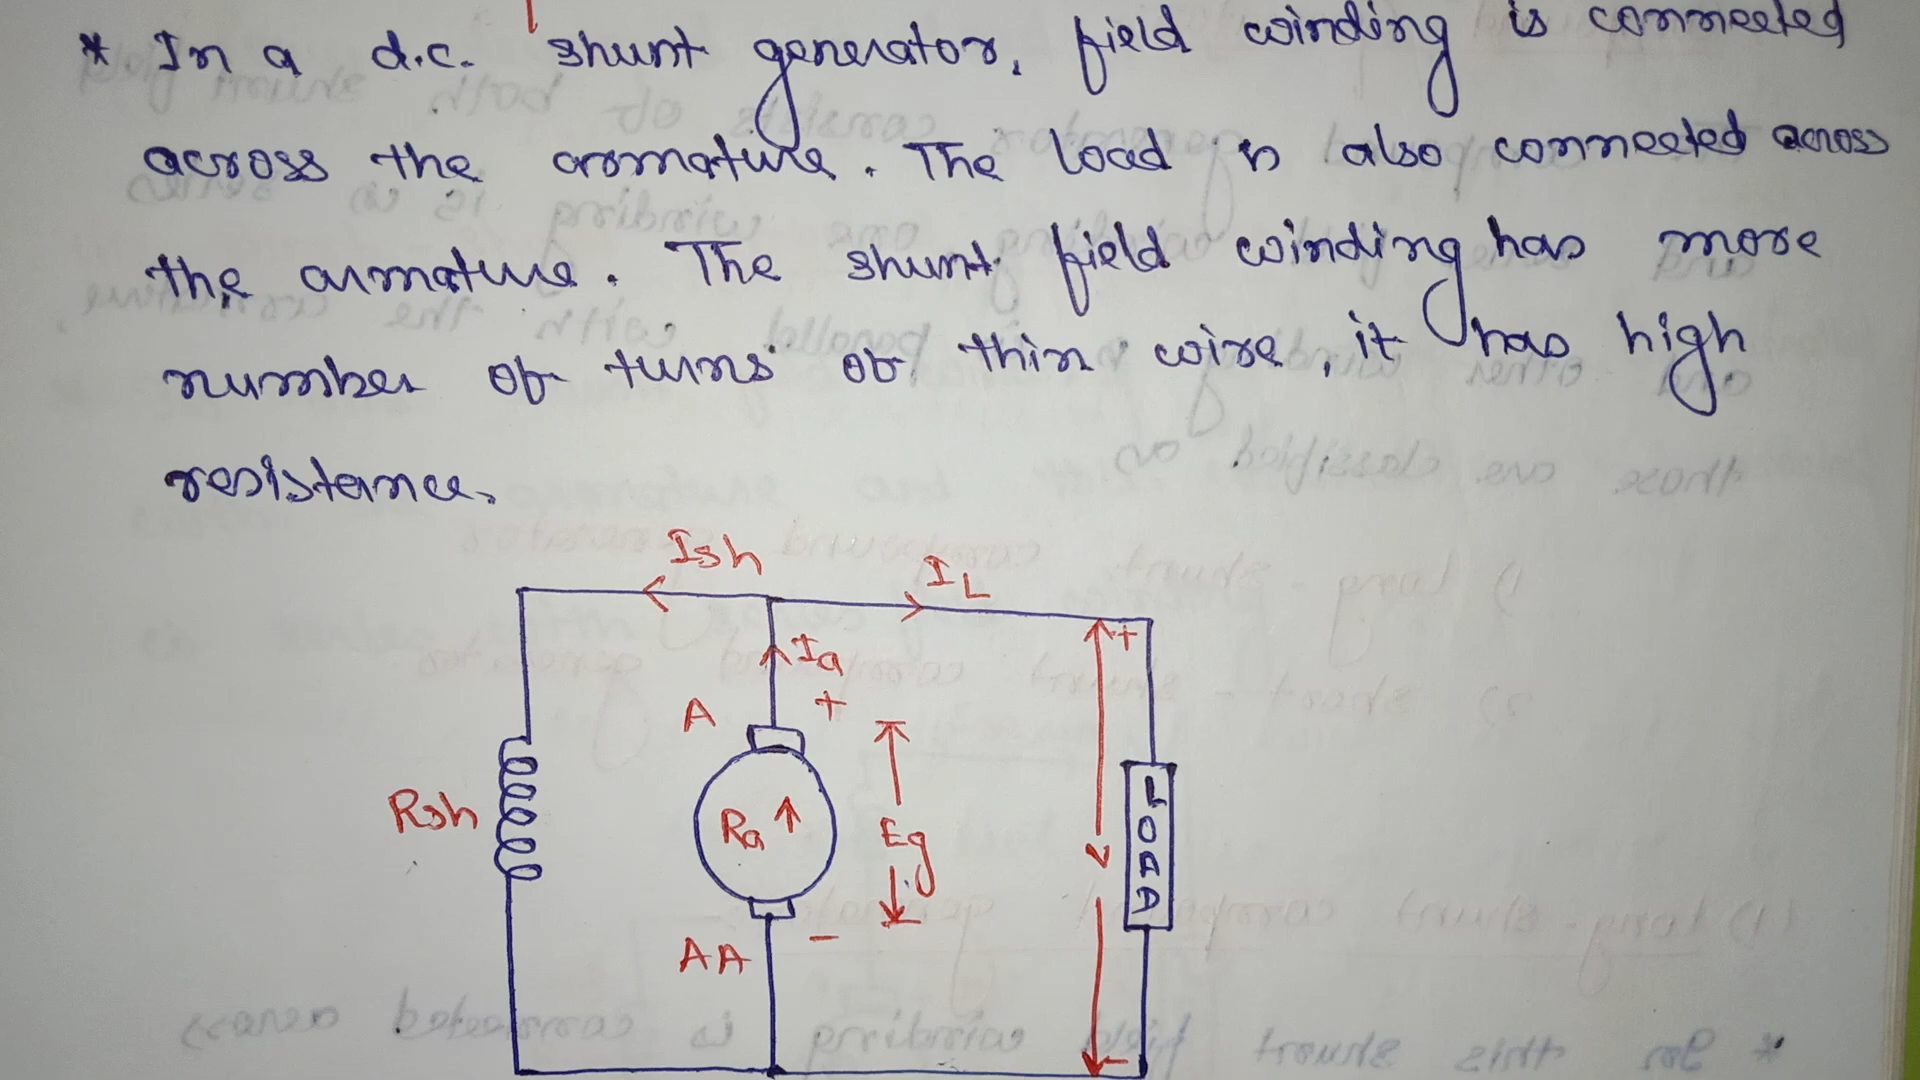 * In a d.c. shunt generator, field winding is connected
across the armature. The load is also connected across
the armature. The shunt field winding has more
number of turns of thin wire, it has high
resistance.
Ish
IL
Ia
A
+
+
Rsh
Ra
Eg
V
LOAD
AA
-
-